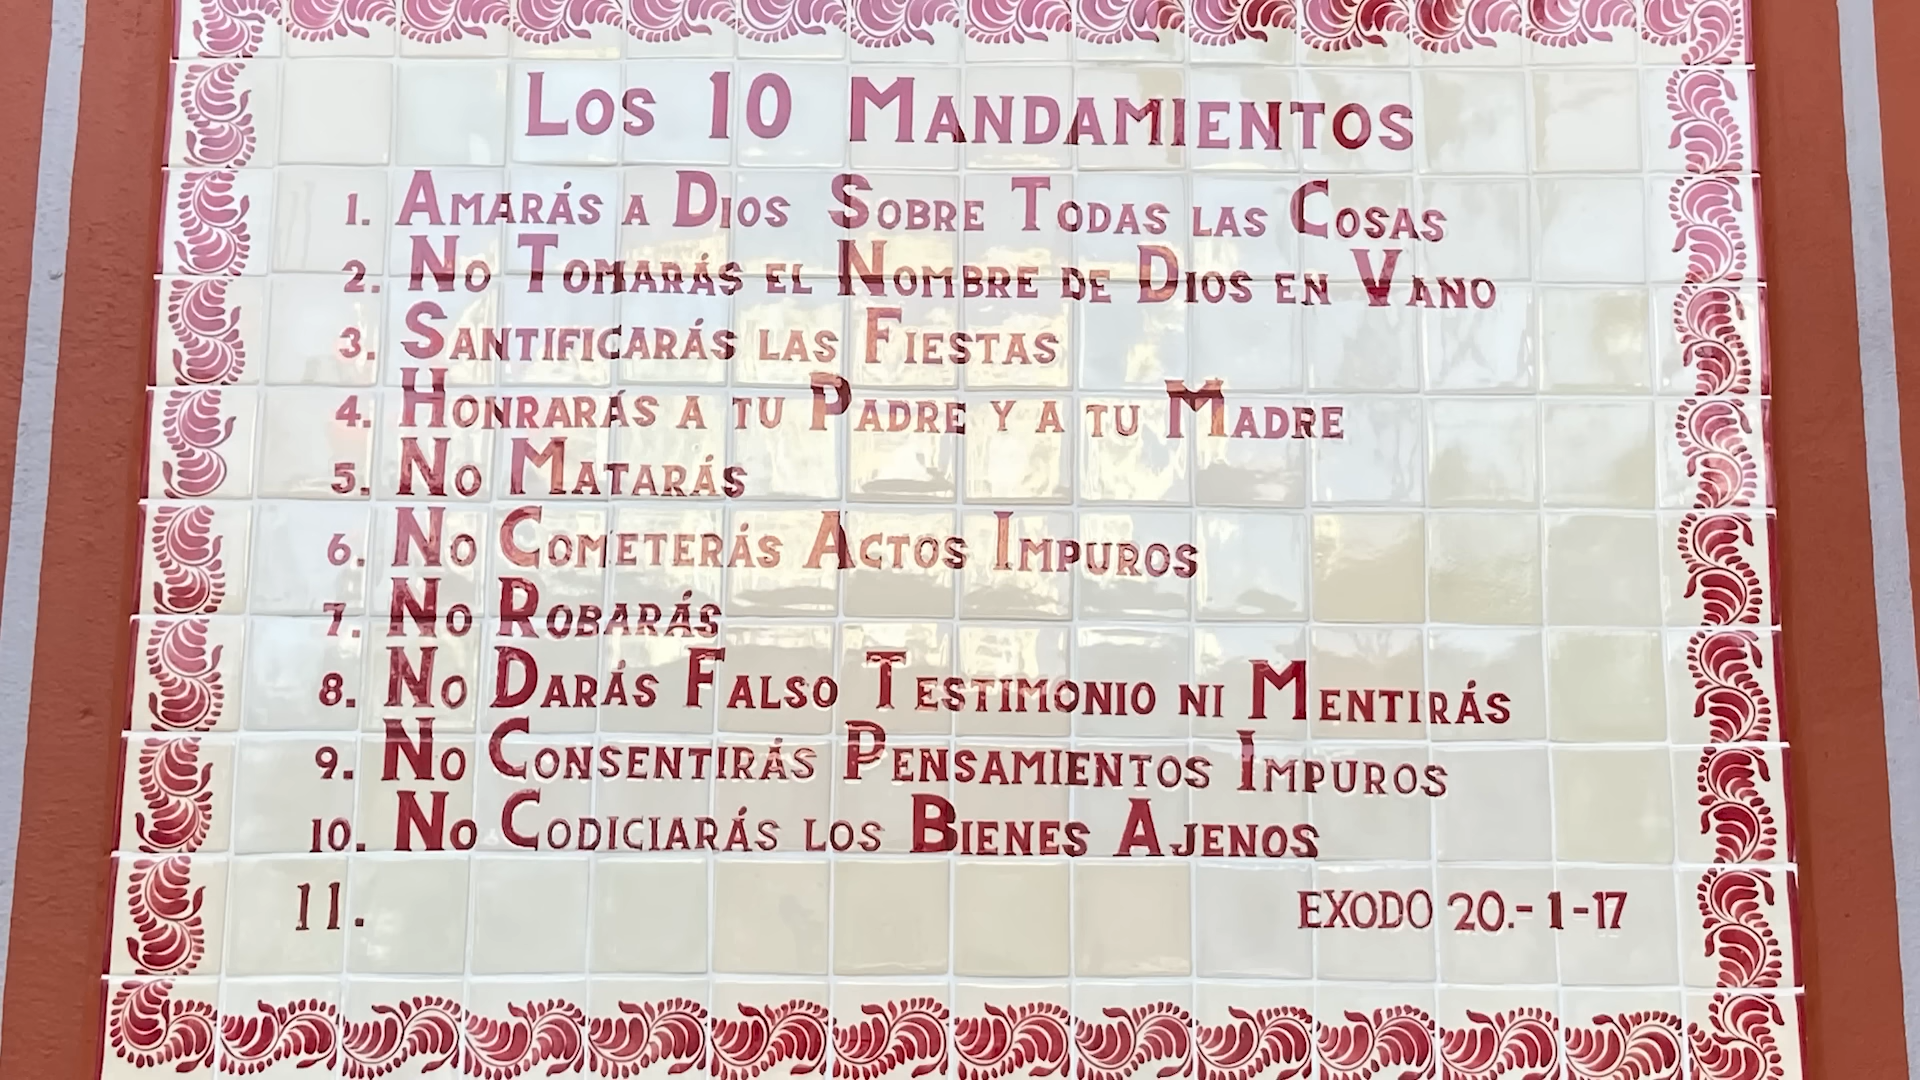 Los 10 Mandamientos
1. Amarás a Dios Sobre Todas las Cosas
2. No Tomarás el Nombre de Dios en Vano
3. Santificarás las Fiestas
4. Honrarás a tu Padre y a tu Madre
5. No Matarás
6. No Cometerás Actos Impuros
7. No Robarás
8. No Darás Falso Testimonio ni Mentirás
9. No Consentirás Pensamientos Impuros
10. No Codiciarás los Bienes Ajenos
11. EXODO 20.-1-17